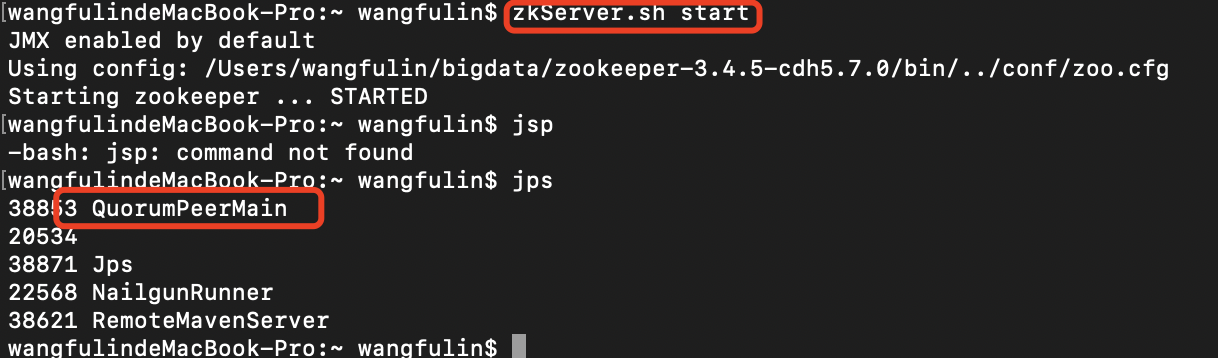 [wangfulindeMacBook-Pro:~ wangfulin$ zkServer.sh start
JMX enabled by default
Using config: /Users/wangfulin/bigdata/zookeeper-3.4.5-cdh5.7.0/bin/../conf/zoo.cfg
Starting zookeeper ... STARTED
[wangfulindeMacBook-Pro:~ wangfulin$ jsp
-bash: jsp: command not found
[wangfulindeMacBook-Pro:~ wangfulin$ jps
38853 QuorumPeerMain
20534
38871 Jps
22568 NailgunRunner
38621 RemoteMavenServer
wangfulindeMacBook-Pro:~ wangfulin$